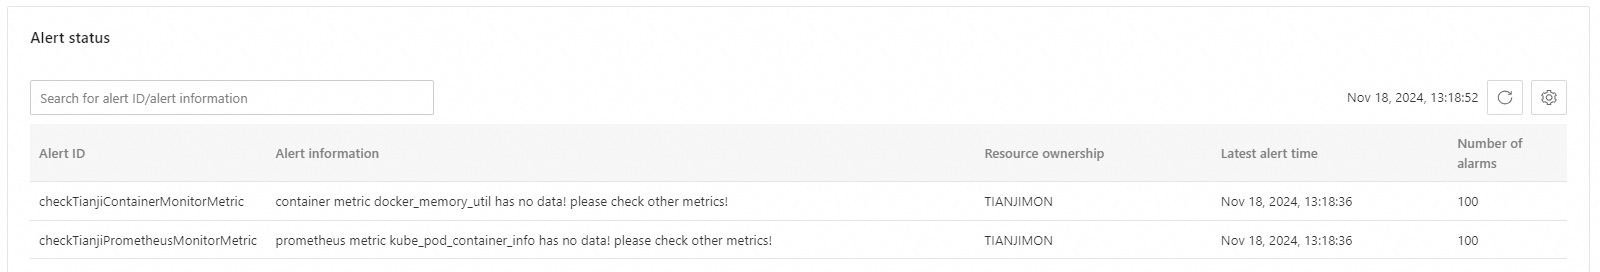 Alert status
Search for alert ID/alert information
Nov 18, 2024, 13:18:52
Alert ID Alert information Resource ownership Latest alert time Number of alarms
checkTianjiContainerMonitorMetric container metric docker_memory_util has no data! please check other metrics! TIANJIMON Nov 18, 2024, 13:18:36 100
checkTianjiPrometheusMonitorMetric prometheus metric kube_pod_container_info has no data! please check other metrics! TIANJIMON Nov 18, 2024, 13:18:36 100